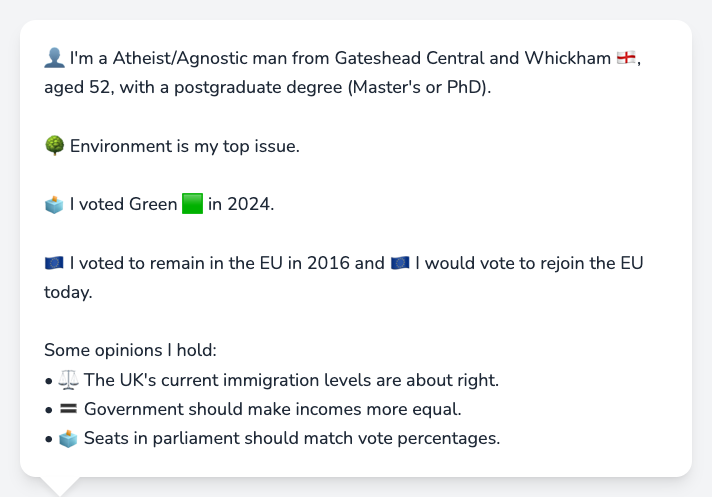 👤 I'm a Atheist/Agnostic man from Gateshead Central and Whickham 🏴󠁧󠁢󠁥󠁮󠁧󠁿,
aged 52, with a postgraduate degree (Master's or PhD).
🌳 Environment is my top issue.
🗳️ I voted Green 🟩 in 2024.
🇪🇺 I voted to remain in the EU in 2016 and 🇪🇺 I would vote to rejoin the EU
today.
Some opinions I hold:
• ⚖️ The UK's current immigration levels are about right.
• 🟰 Government should make incomes more equal.
• 🗳️ Seats in parliament should match vote percentages.